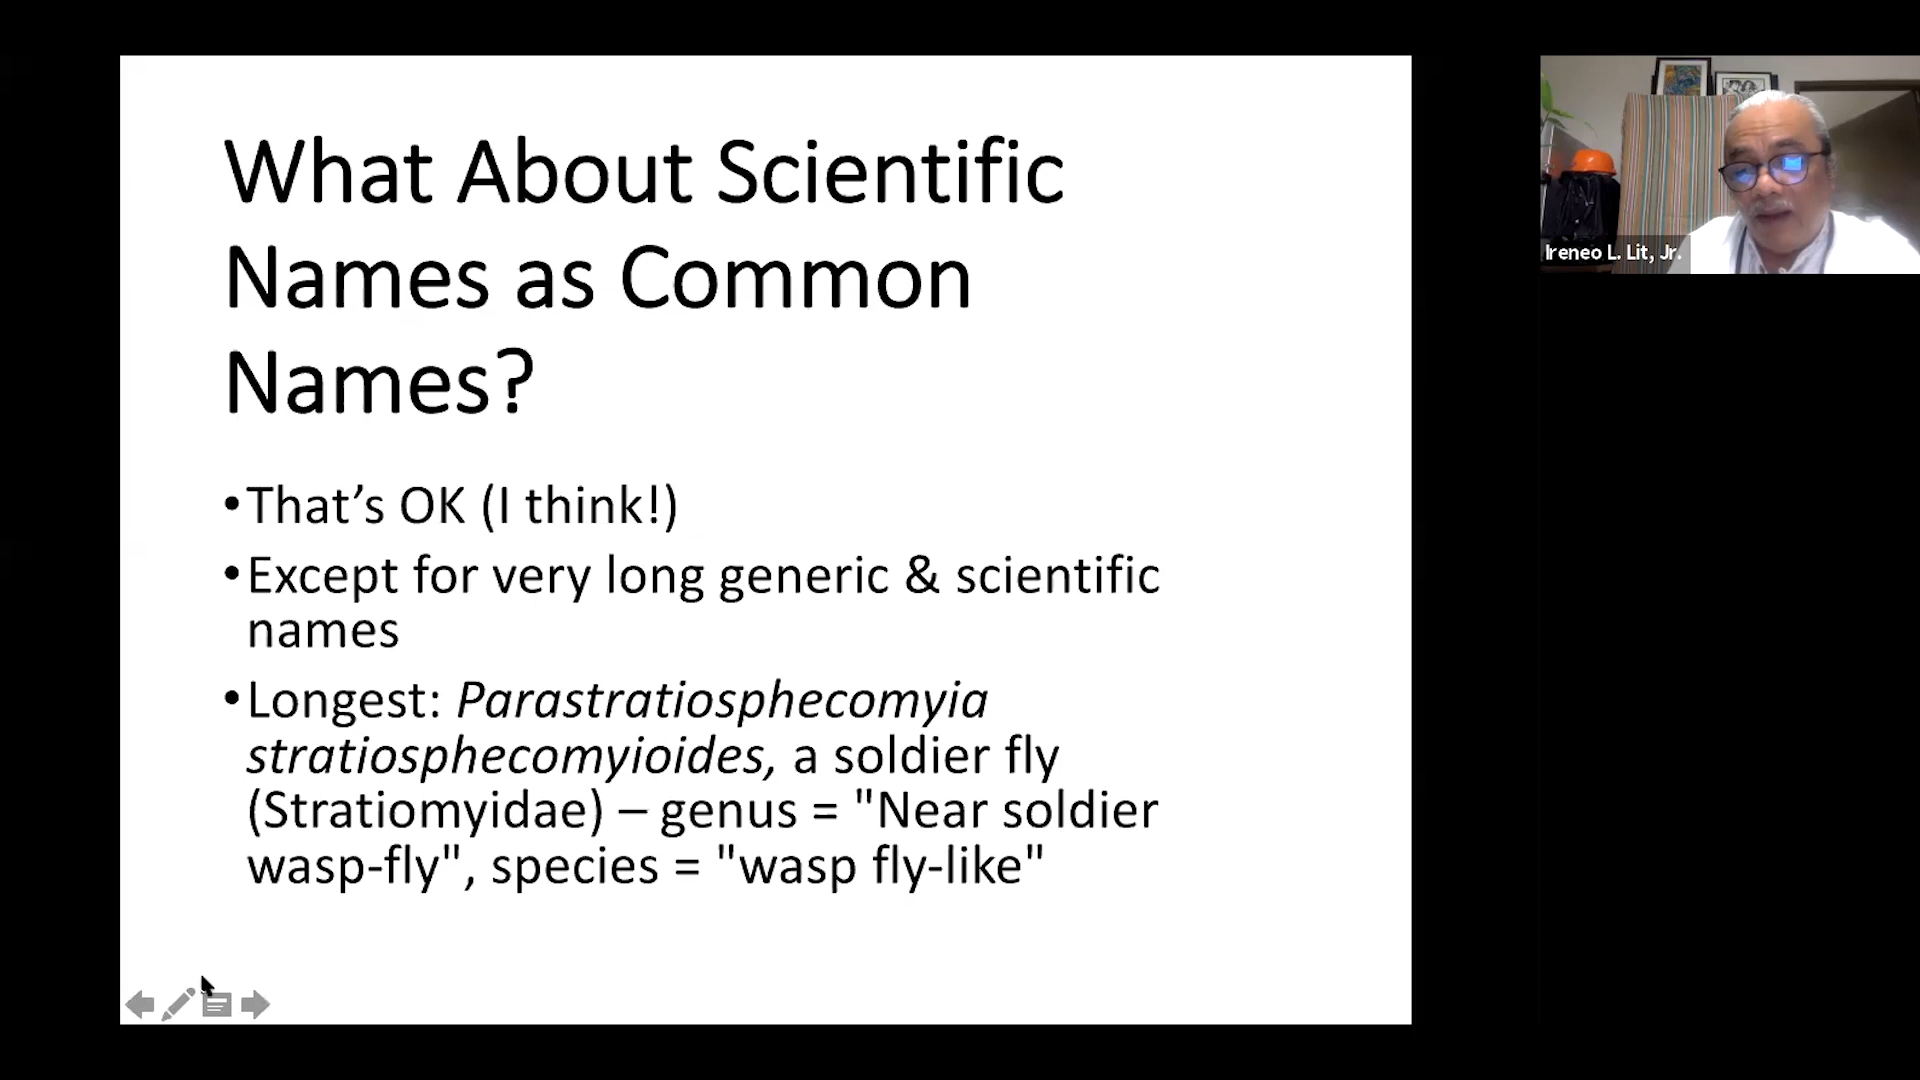 What About Scientific
Names as Common
Names?
•That’s OK (I think!)
•Except for very long generic & scientific
names
•Longest: Parastratiosphecomyia
stratiosphecomyioides, a soldier fly
(Stratiomyidae) – genus = "Near soldier
wasp-fly", species = "wasp fly-like"
Ireneo L. Lit, Jr.